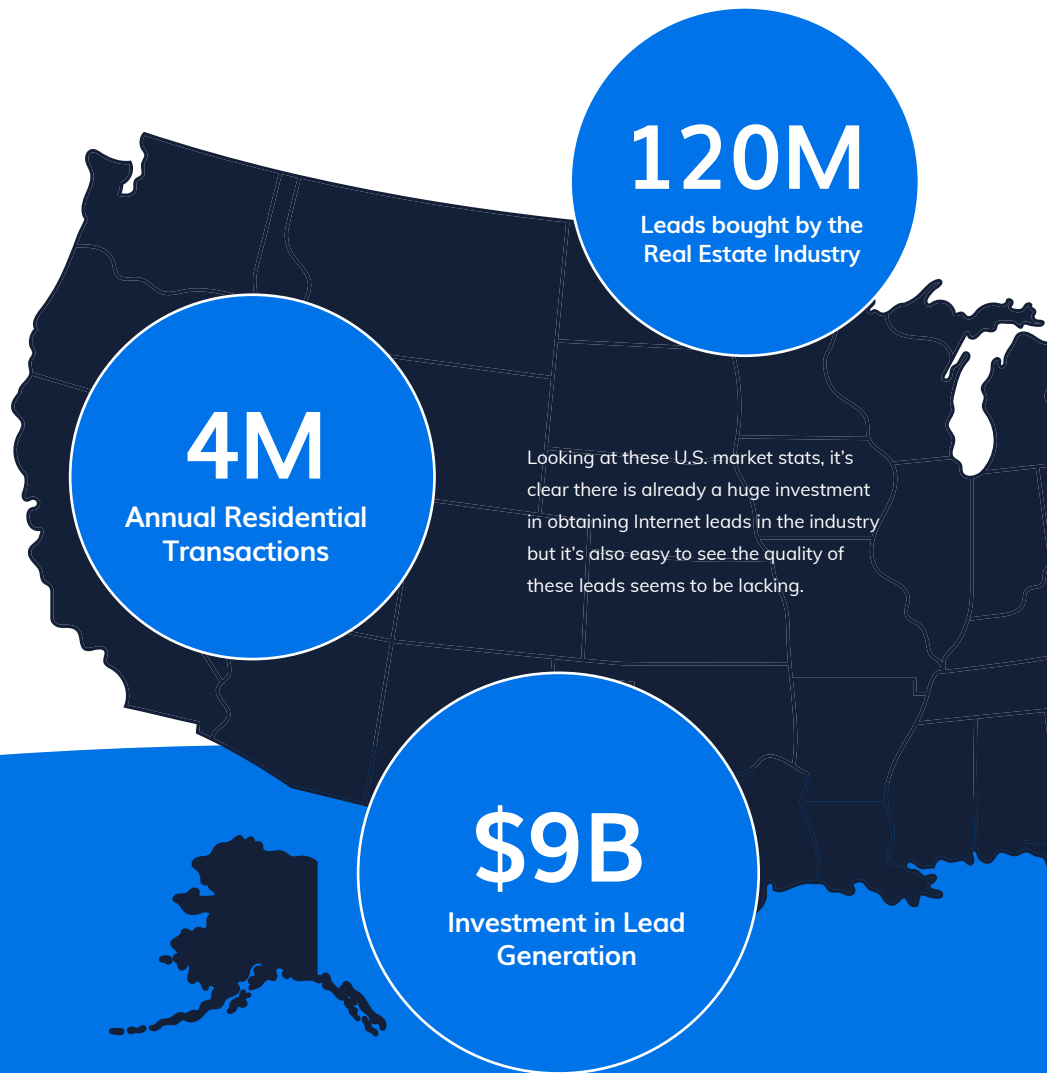 120M
Leads bought by the
Real Estate Industry
4M
Annual Residential
Transactions
Looking at these U.S. market stats, it’s
clear there is already a huge investment
in obtaining Internet leads in the industry
but it’s also easy to see the quality of
these leads seems to be lacking.
$9B
Investment in Lead
Generation